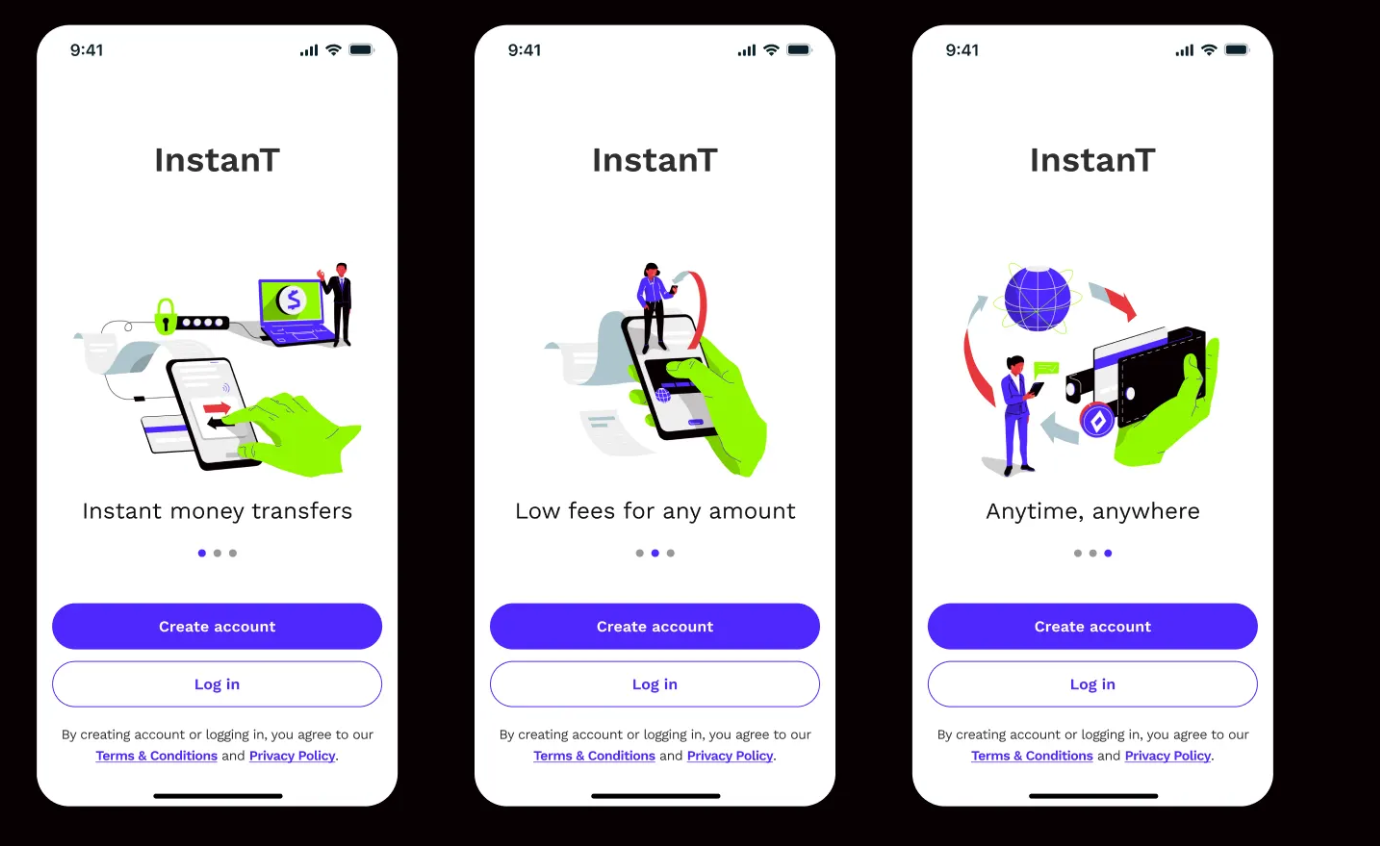 9:41
InstanT
Instant money transfers
Create account
Log in
By creating account or logging in, you agree to our
Terms & Conditions and Privacy Policy.
9:41
InstanT
Low fees for any amount
Create account
Log in
By creating account or logging in, you agree to our
Terms & Conditions and Privacy Policy.
9:41
InstanT
Anytime, anywhere
Create account
Log in
By creating account or logging in, you agree to our
Terms & Conditions and Privacy Policy.